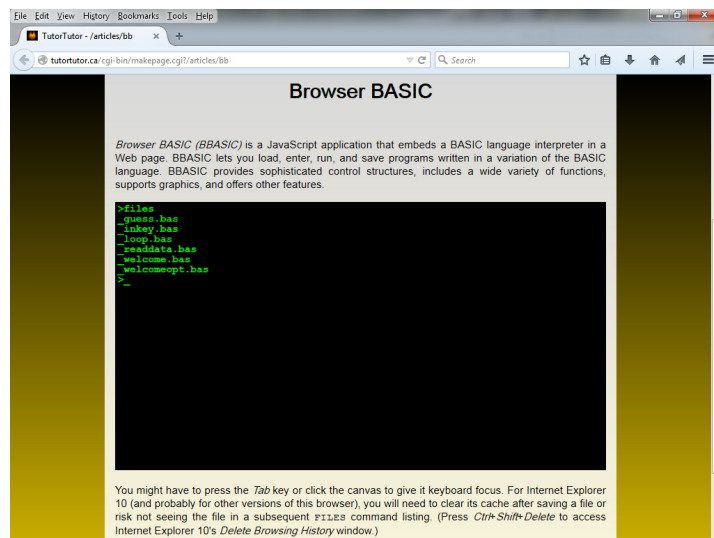 File Edit View History Bookmarks Tools Help
TutorTutor - /articles/bb × +
tutortutor.ca/cgi-bin/makepage.cgi?/articles/bb Search
Browser BASIC
Browser BASIC (BBASIC) is a JavaScript application that embeds a BASIC language interpreter in a
Web page. BBASIC lets you load, enter, run, and save programs written in a variation of the BASIC
language. BBASIC provides sophisticated control structures, includes a wide variety of functions,
supports graphics, and offers other features.
>files
_guess.bas
_inkey.bas
_loop.bas
_readdata.bas
_welcome.bas
_welcomeopt.bas
>_
You might have to press the Tab key or click the canvas to give it keyboard focus. For Internet Explorer
10 (and probably for other versions of this browser), you will need to clear its cache after saving a file or
risk not seeing the file in a subsequent FILES command listing. (Press Ctrl+Shift+Delete to access
Internet Explorer 10's Delete Browsing History window.)